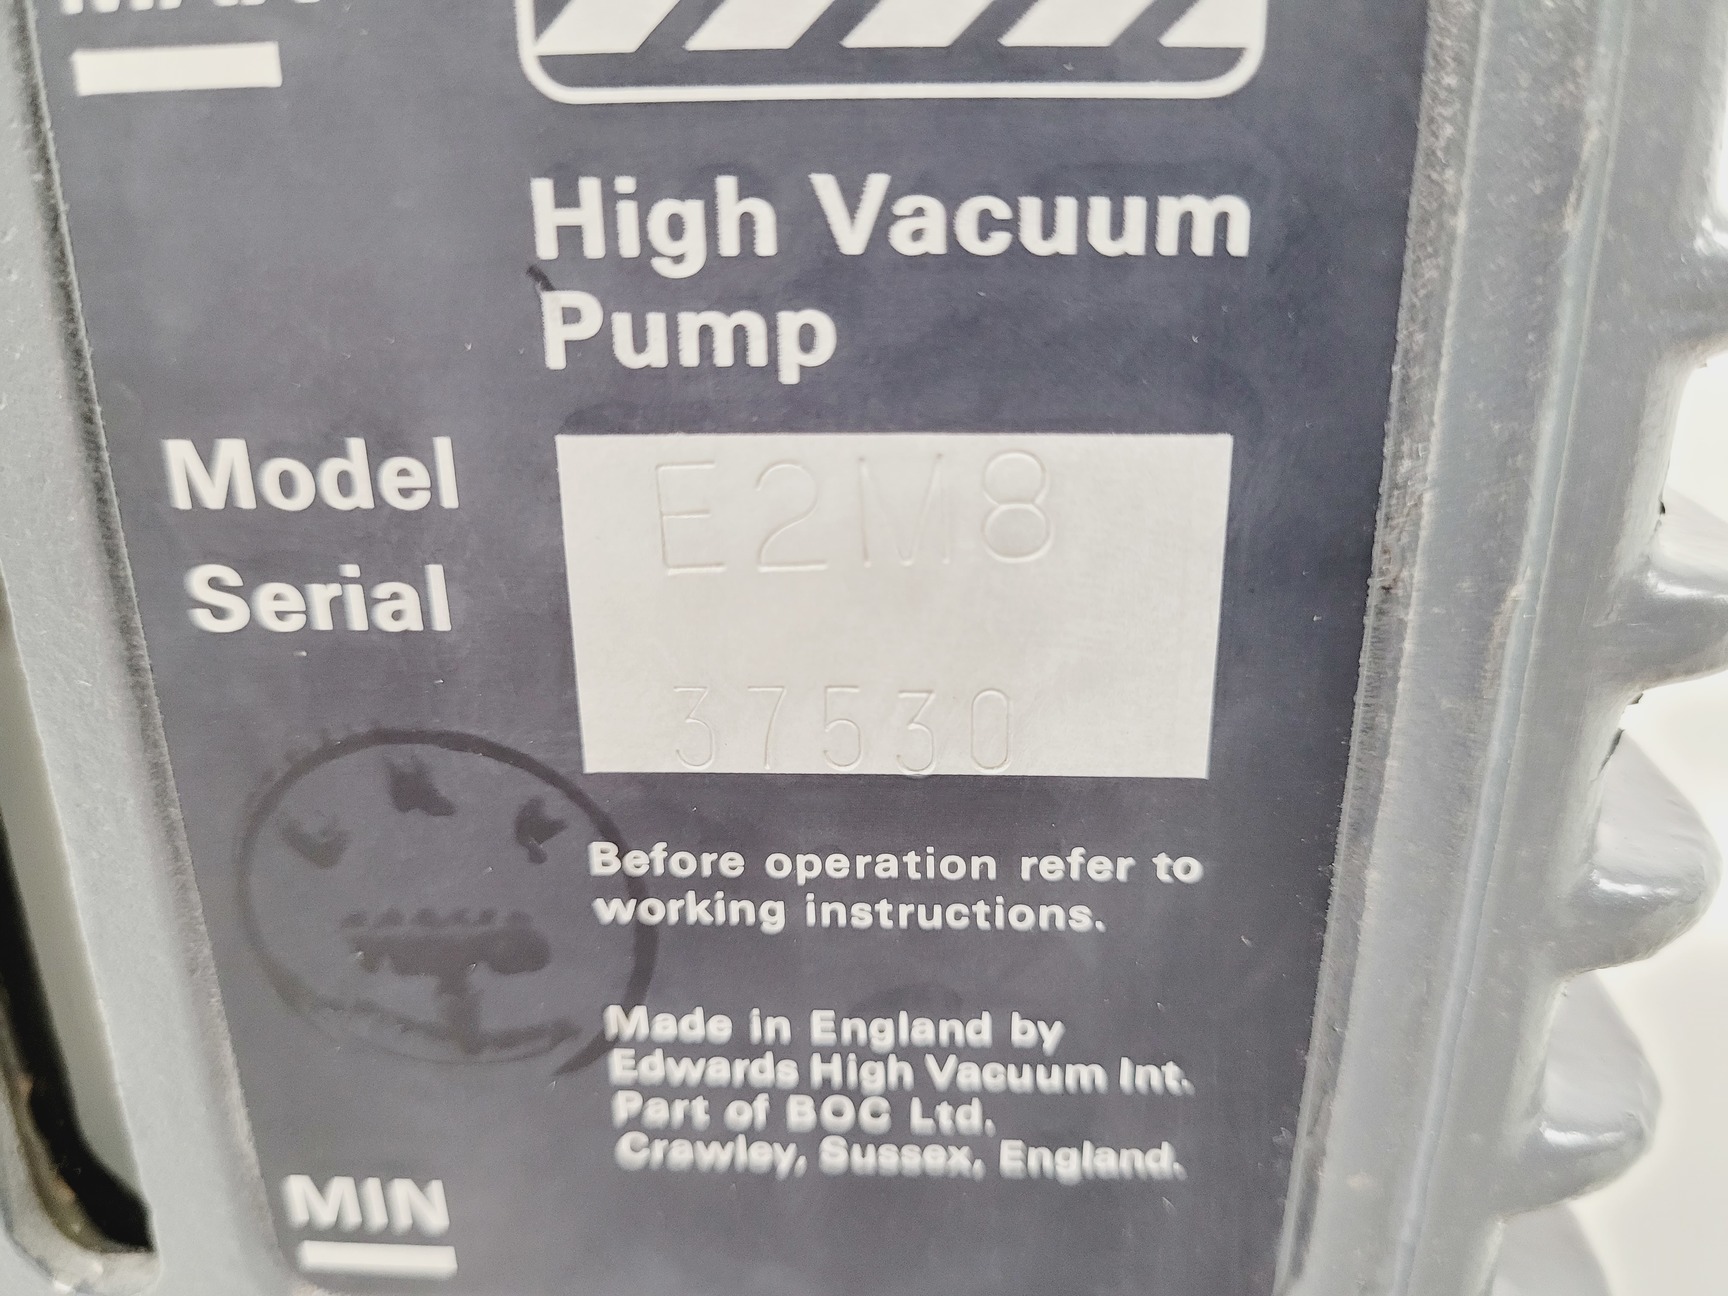 MAX
High Vacuum
Pump
Model E2M8
Serial 37530
Before operation refer to
working instructions.
Made in England by
Edwards High Vacuum Int.
Part of BOC Ltd.
Crawley, Sussex, England.
MIN